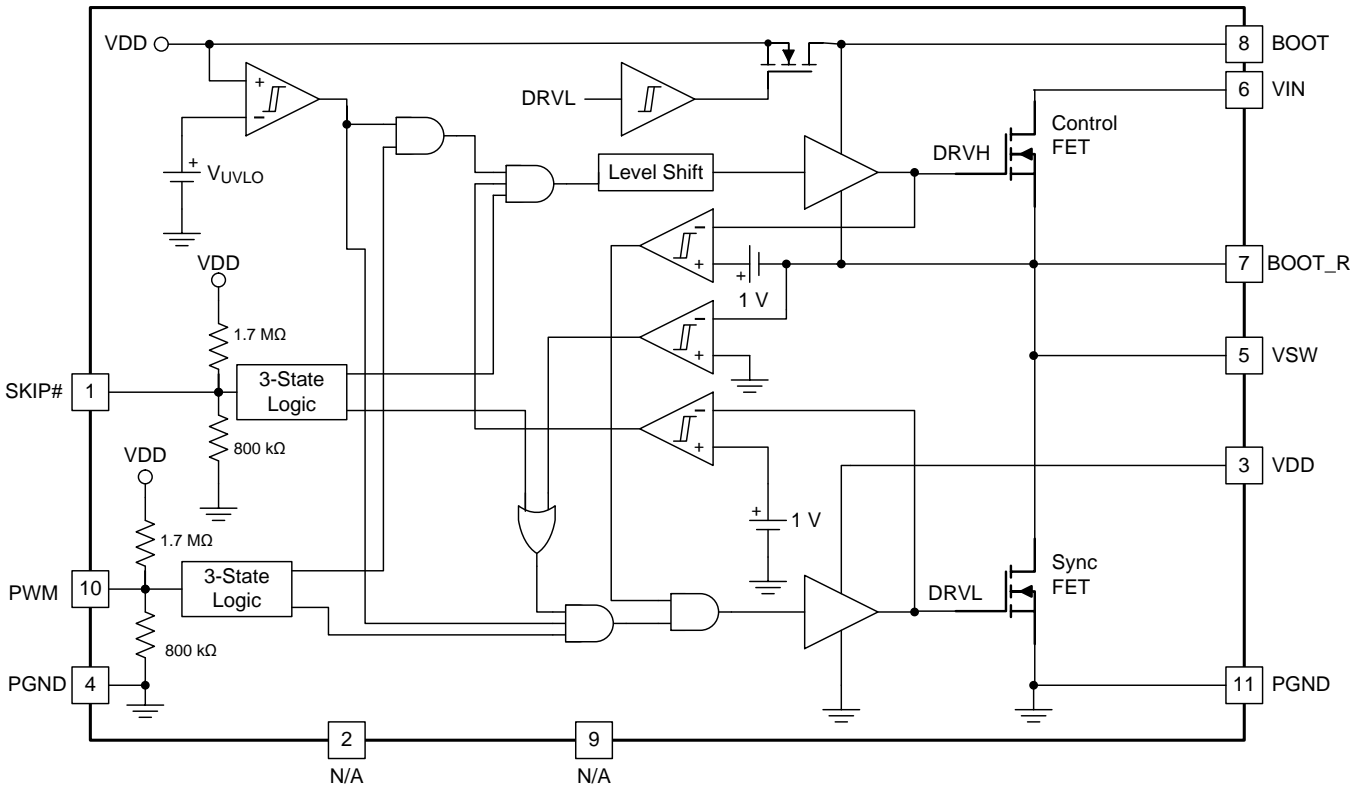 VDD
8 BOOT
6 VIN
DRVL
Control
FET
DRVH
+
−
+
VUVLO
Level Shift
−
+
+
1 V
7 BOOT_R
VDD
1.7 MΩ
−
+
5 VSW
SKIP# 1
3-State
Logic
800 kΩ
−
+
VDD
3 VDD
+
1 V
1.7 MΩ
PWM 10
3-State
Logic
Sync
FET
DRVL
800 kΩ
PGND 4
11 PGND
2
N/A
9
N/A